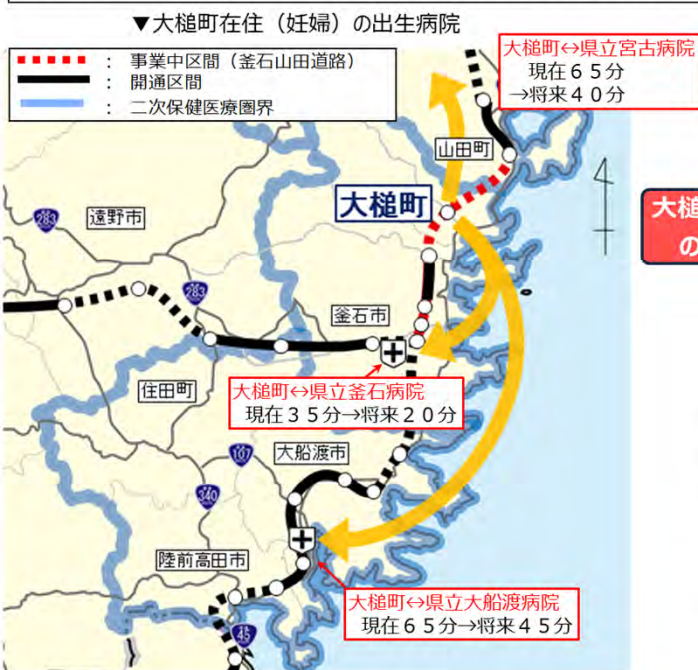 ▼大槌町在住（妊婦）の出生病院
： 事業中区間（釜石山田道路）
： 開通区間
： 二次保健医療圏界
大槌町↔県立宮古病院
現在６５分
→将来４０分
山田町
大槌町
大槌
の
遠野市
283
283
釜石市
大槌町↔県立釜石病院
現在３５分→将来２０分
住田町
107
大船渡市
340
陸前高田市
大槌町↔県立大船渡病院
現在６５分→将来４５分
45